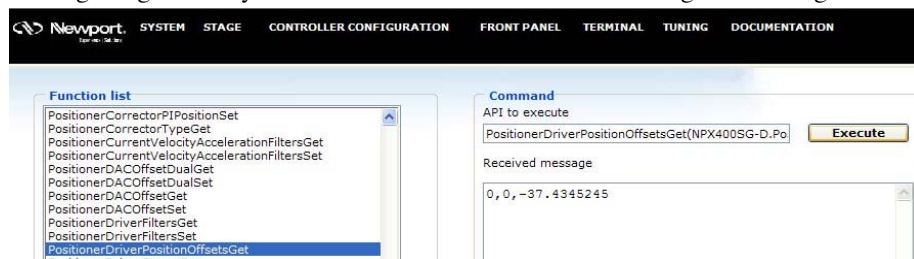 Newport. SYSTEM STAGE CONTROLLER CONFIGURATION FRONT PANEL TERMINAL TUNING DOCUMENTATION
Function list
PositionerCorrectorPIPositionSet
PositionerCorrectorTypeGet
PositionerCurrentVelocityAccelerationFiltersGet
PositionerCurrentVelocityAccelerationFiltersSet
PositionerDACOffsetDualGet
PositionerDACOffsetDualSet
PositionerDACOffsetGet
PositionerDACOffsetSet
PositionerDriverFiltersGet
PositionerDriverFiltersSet
PositionerDriverPositionOffsetsGet
Command
API to execute
PositionerDriverPositionOffsetsGet(NPX400SG-D.Po Execute
Received message
0,0,-37.4345245